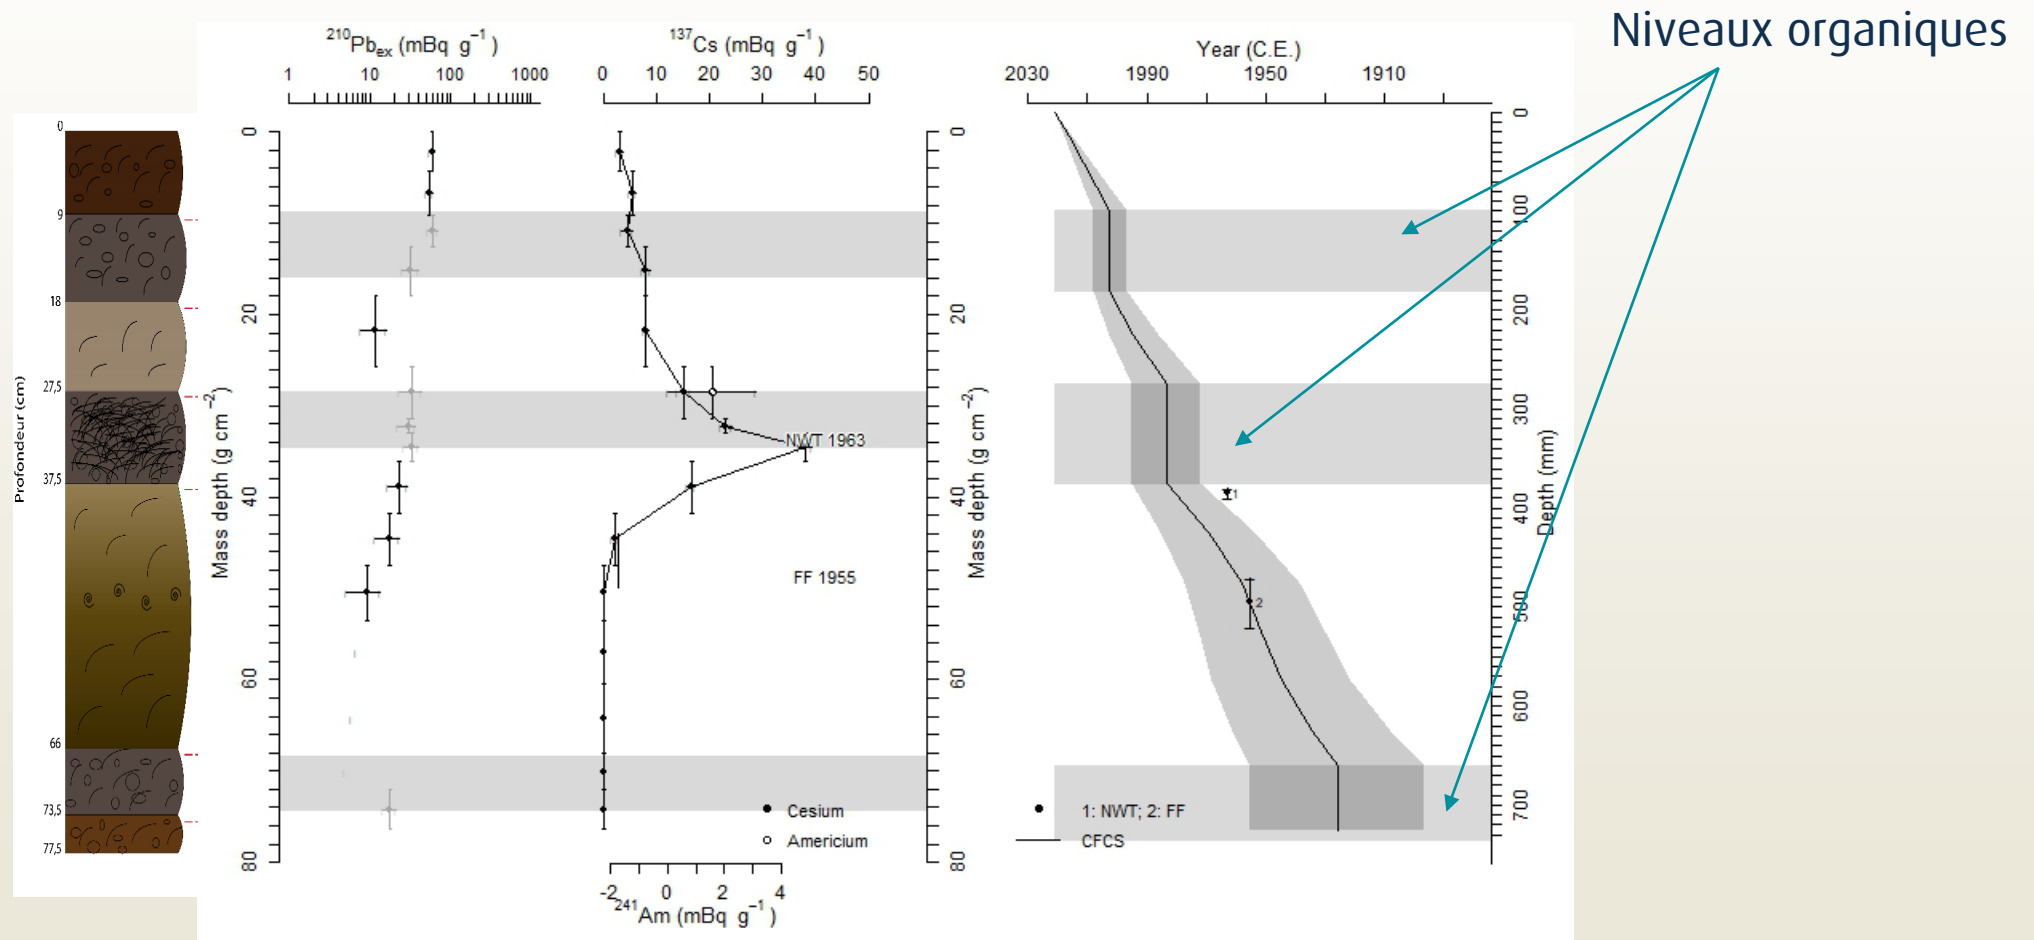 Niveaux organiques
210Pbex (mBq g–1)
1 10 100 1000
137Cs (mBq g–1)
0 10 20 30 40 50
Year (C.E.)
2030 1990 1950 1910
Profondeur (cm)
0
9
18
27,5
37,5
66
73,5
77,5
Mass depth (g cm–2)
0
20
40
60
80
NWT 1963
FF 1955
Cesium
Americium
-2 0 2 4
241Am (mBq g–1)
Mass depth (g cm–2)
0
20
40
60
80
1
2
1: NWT; 2: FF
CFCS
Depth (mm)
0
100
200
300
400
500
600
700